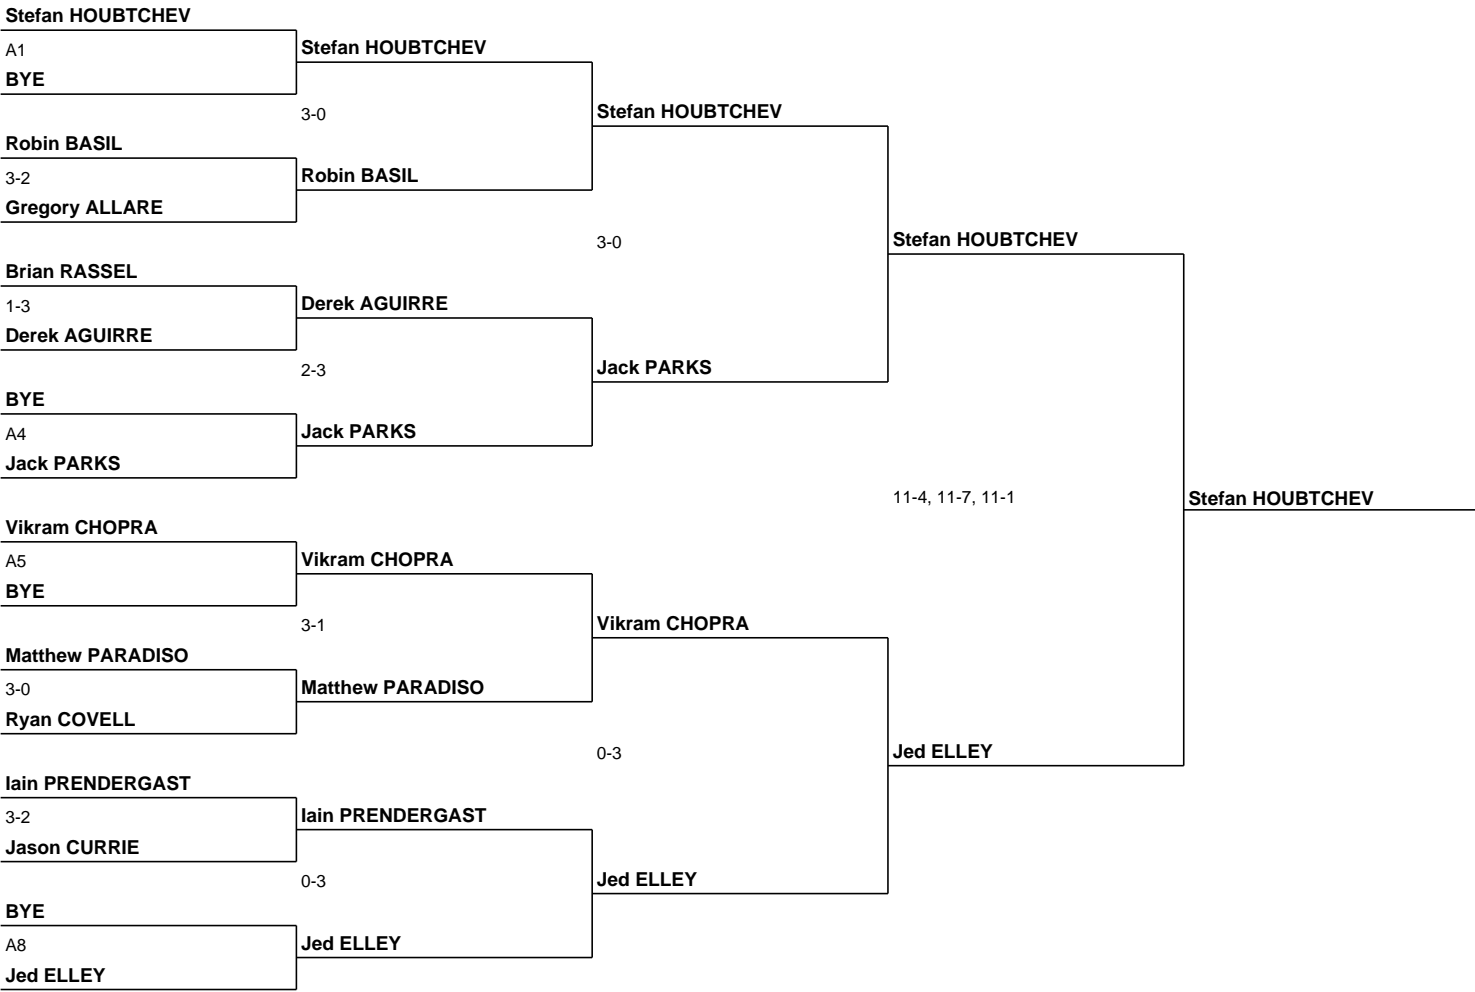 Stefan HOUBTCHEV
A1
BYE
Robin BASIL
3-2
Gregory ALLARE
Brian RASSEL
1-3
Derek AGUIRRE
BYE
A4
Jack PARKS
Vikram CHOPRA
A5
BYE
Matthew PARADISO
3-0
Ryan COVELL
Iain PRENDERGAST
3-2
Jason CURRIE
BYE
A8
Jed ELLEY
Stefan HOUBTCHEV
3-0
Robin BASIL
Derek AGUIRRE
2-3
Jack PARKS
Vikram CHOPRA
3-1
Matthew PARADISO
Iain PRENDERGAST
0-3
Jed ELLEY
Stefan HOUBTCHEV
3-0
Jack PARKS
Vikram CHOPRA
0-3
Jed ELLEY
Stefan HOUBTCHEV
11-4, 11-7, 11-1
Jed ELLEY
Stefan HOUBTCHEV